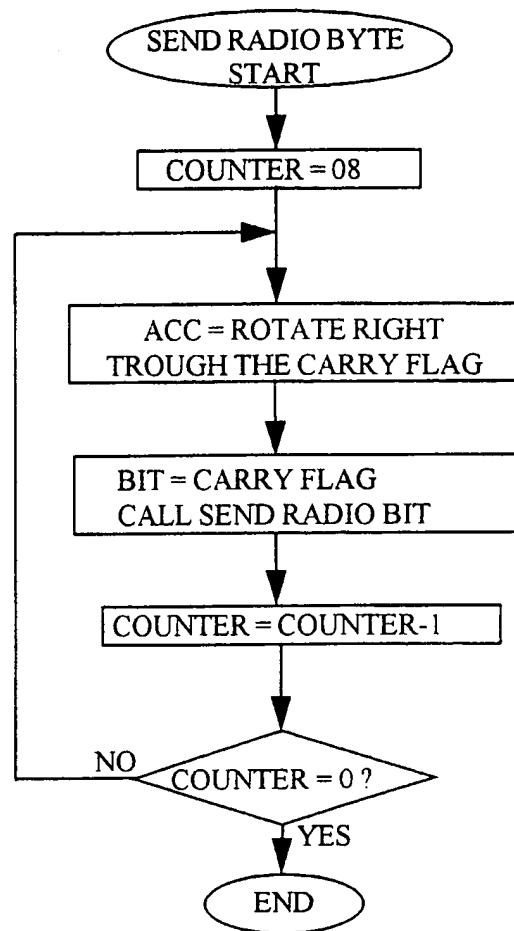 SEND RADIO BYTE
START
COUNTER = 08
ACC = ROTATE RIGHT
TROUGH THE CARRY FLAG
BIT = CARRY FLAG
CALL SEND RADIO BIT
COUNTER = COUNTER-1
NO
COUNTER = 0 ?
YES
END